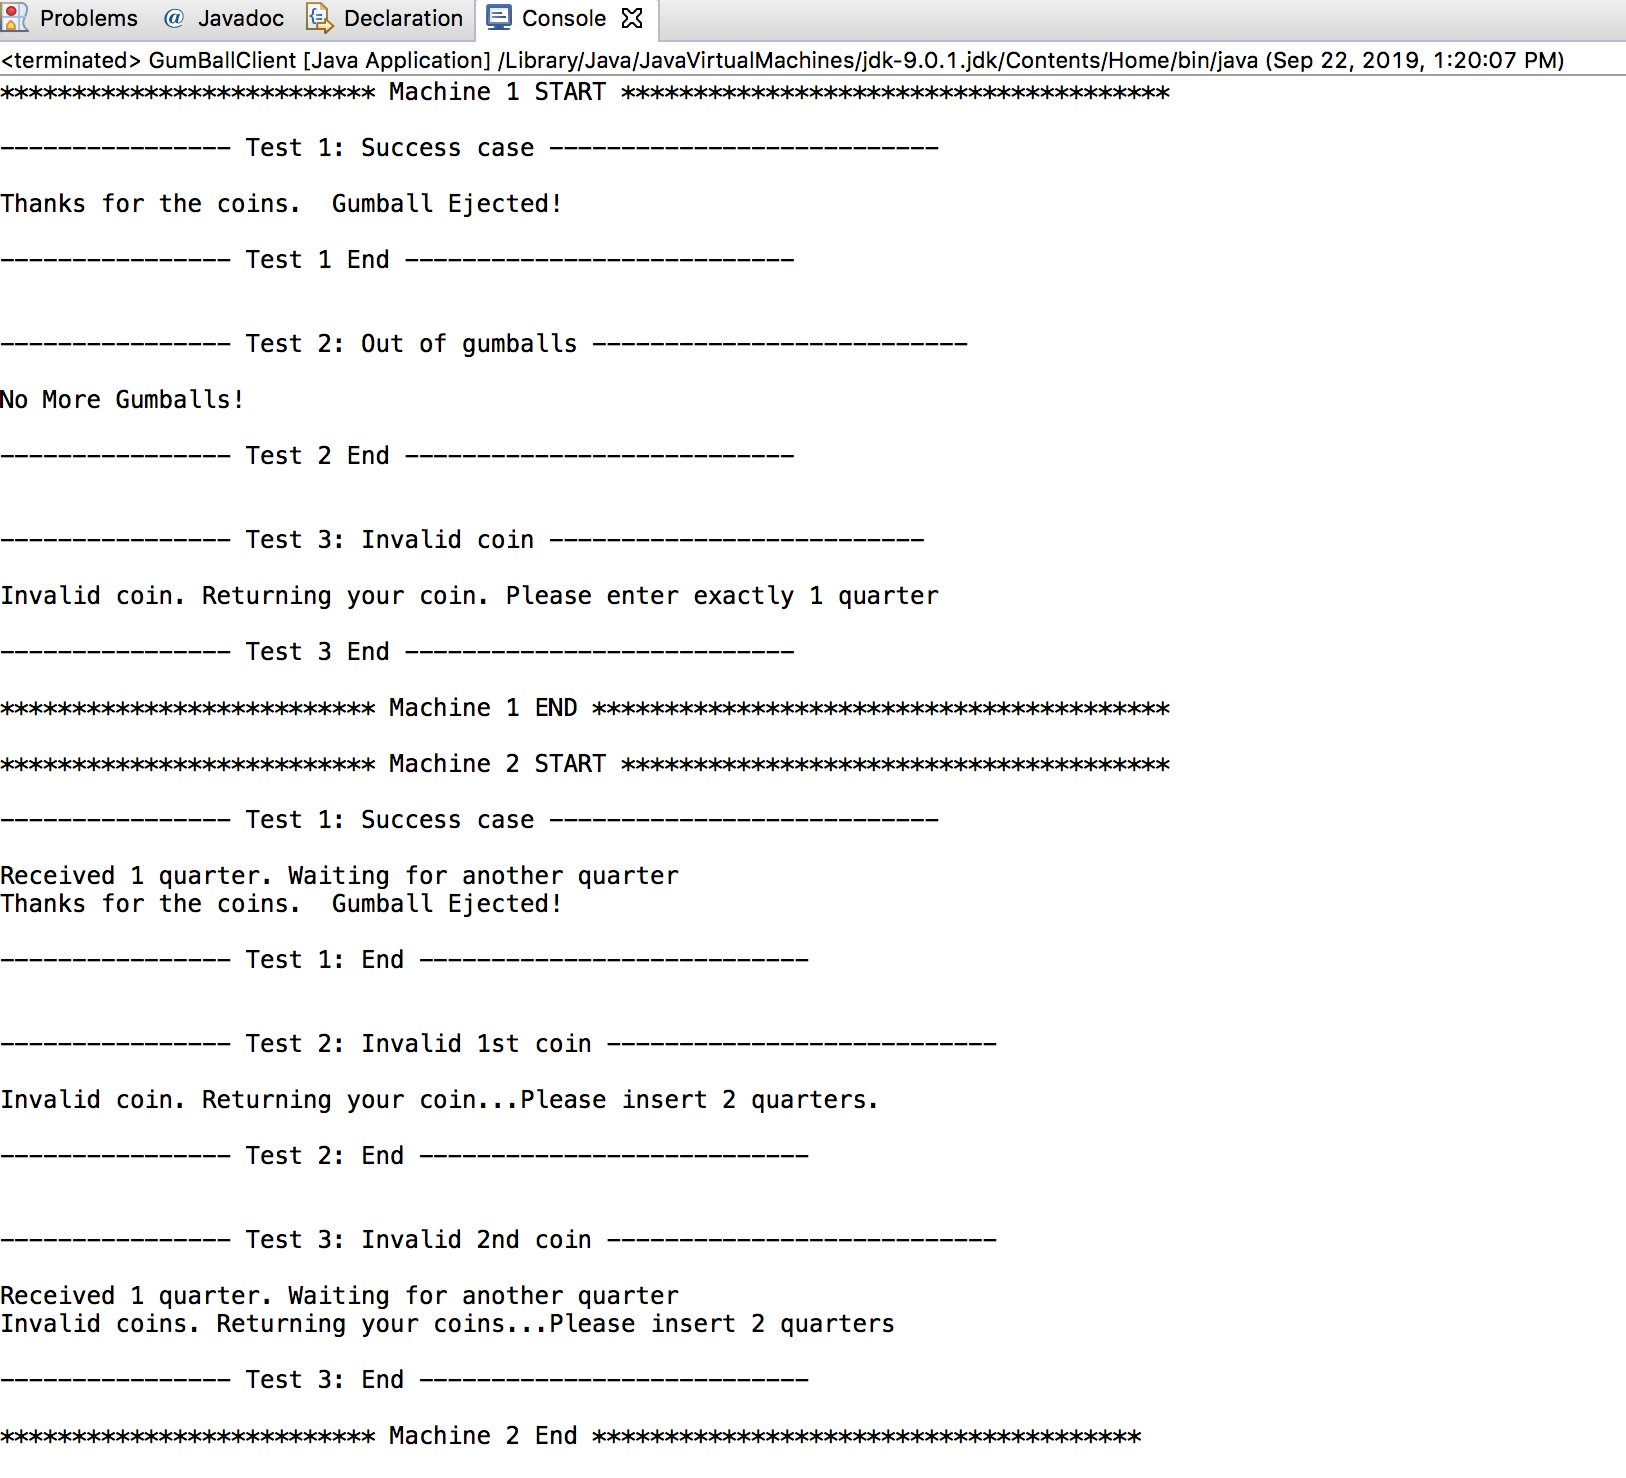 Problems @ Javadoc Declaration Console
<terminated> GumBallClient [Java Application] /Library/Java/JavaVirtualMachines/jdk-9.0.1.jdk/Contents/Home/bin/java (Sep 22, 2019, 1:20:07 PM)
************************** Machine 1 START **************************************
---------------- Test 1: Success case ---------------------------
Thanks for the coins.  Gumball Ejected!
---------------- Test 1 End ---------------------------
---------------- Test 2: Out of gumballs --------------------------
No More Gumballs!
---------------- Test 2 End ---------------------------
---------------- Test 3: Invalid coin --------------------------
Invalid coin. Returning your coin. Please enter exactly 1 quarter
---------------- Test 3 End ---------------------------
************************** Machine 1 END ****************************************
************************** Machine 2 START **************************************
---------------- Test 1: Success case ---------------------------
Received 1 quarter. Waiting for another quarter
Thanks for the coins.  Gumball Ejected!
---------------- Test 1: End ---------------------------
---------------- Test 2: Invalid 1st coin ---------------------------
Invalid coin. Returning your coin...Please insert 2 quarters.
---------------- Test 2: End ---------------------------
---------------- Test 3: Invalid 2nd coin ---------------------------
Received 1 quarter. Waiting for another quarter
Invalid coins. Returning your coins...Please insert 2 quarters
---------------- Test 3: End ---------------------------
************************** Machine 2 End **************************************